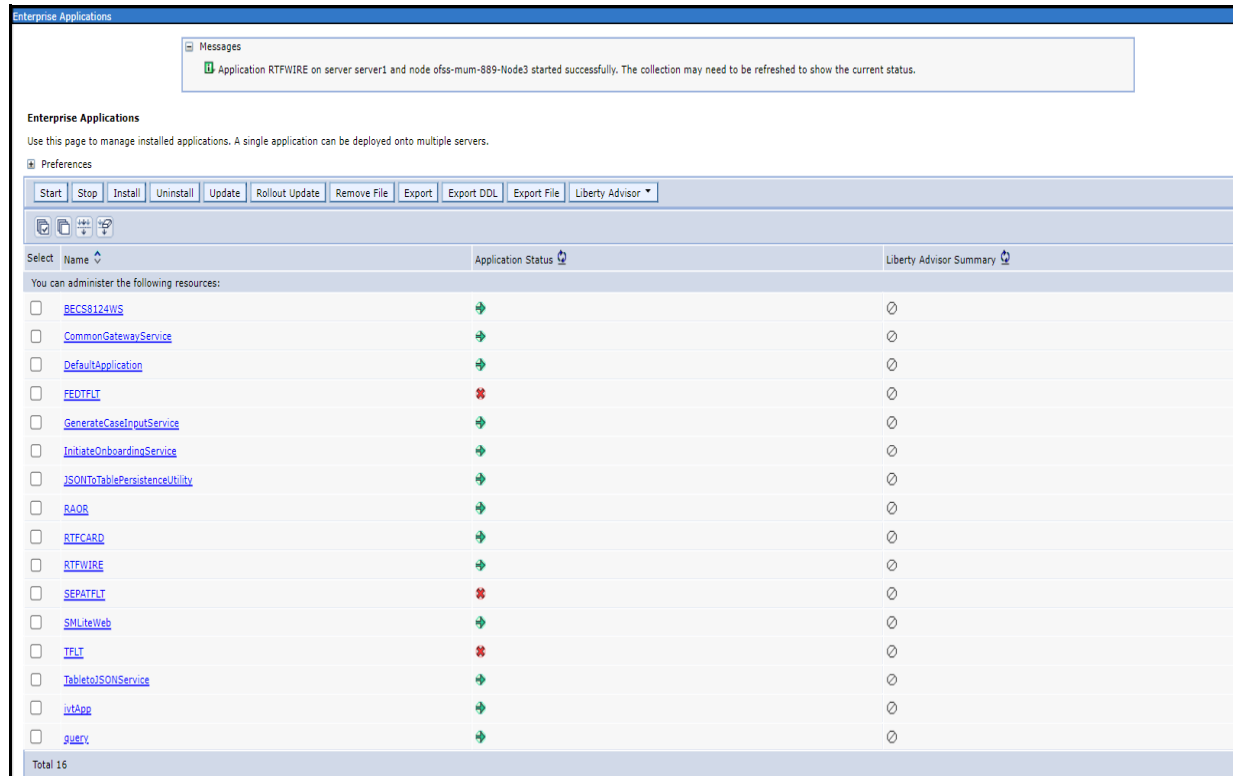 Enterprise Applications
Messages
Application RTFWIRE on server server1 and node ofss-mum-889-Node3 started successfully. The collection may need to be refreshed to show the current status.
Enterprise Applications
Use this page to manage installed applications. A single application can be deployed onto multiple servers.
Preferences
Start Stop Install Uninstall Update Rollout Update Remove File Export Export DDL Export File Liberty Advisor
Select Name Application Status Liberty Advisor Summary
You can administer the following resources:
BECS8124WS
CommonGatewayService
DefaultApplication
FEDTFLT
GenerateCaseInputService
InitiateOnboardingService
JSONToTablePersistenceUtility
RAOR
RTFCARD
RTFWIRE
SEPATFLT
SMLiteWeb
TFLT
TabletoJSONService
ivtApp
query
Total 16